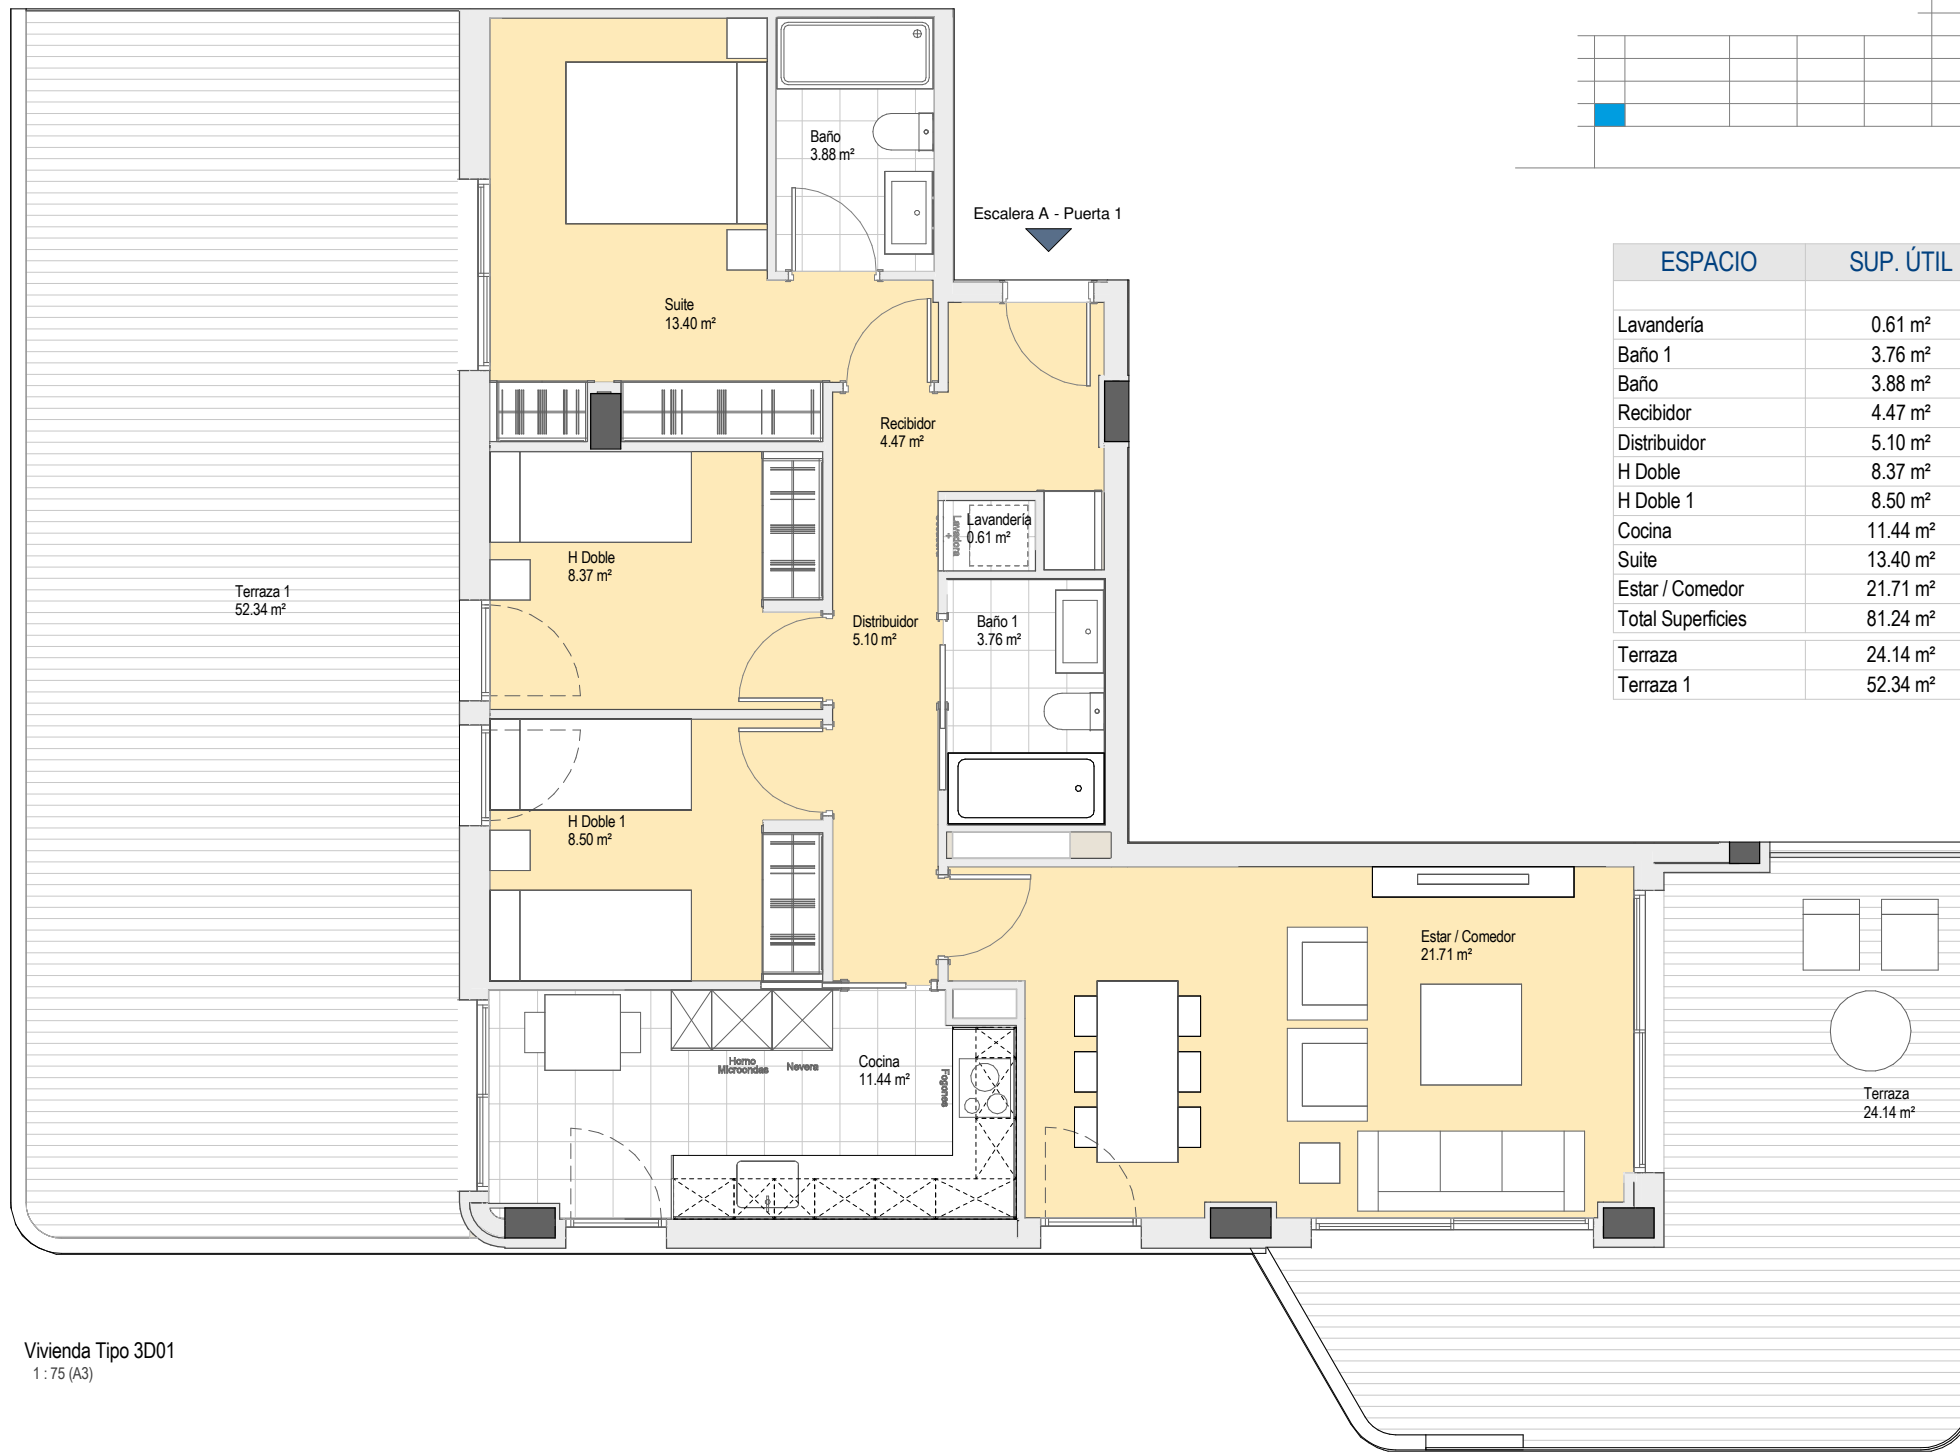 Baño
3.88 m²
Escalera A - Puerta 1
Suite
13.40 m²
Recibidor
4.47 m²
Lavandería
0.61 m²
Lavadora
+
H Doble
8.37 m²
Terraza 1
52.34 m²
Distribuidor
5.10 m²
Baño 1
3.76 m²
H Doble 1
8.50 m²
Estar / Comedor
21.71 m²
Horno
Microondas
Nevera
Cocina
11.44 m²
Fogones
Terraza
24.14 m²
ESPACIO SUP. ÚTIL
Lavandería 0.61 m²
Baño 1 3.76 m²
Baño 3.88 m²
Recibidor 4.47 m²
Distribuidor 5.10 m²
H Doble 8.37 m²
H Doble 1 8.50 m²
Cocina 11.44 m²
Suite 13.40 m²
Estar / Comedor 21.71 m²
Total Superficies 81.24 m²
Terraza 24.14 m²
Terraza 1 52.34 m²
Vivienda Tipo 3D01
1 : 75 (A3)